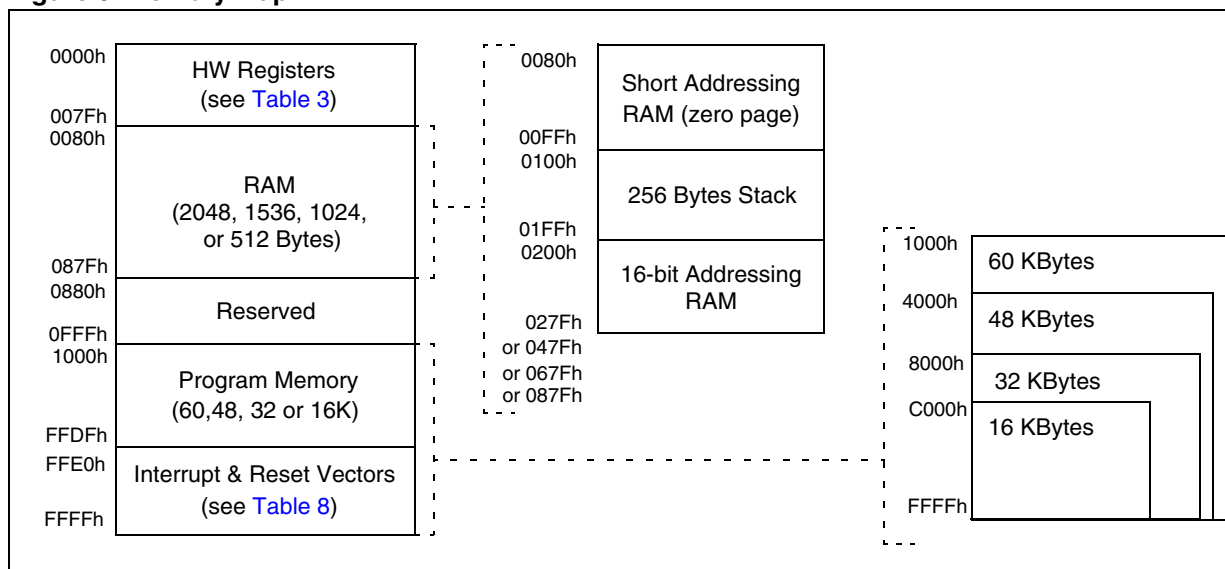 0000h
HW Registers
(see Table 3)
007Fh
0080h
RAM
(2048, 1536, 1024,
or 512 Bytes)
087Fh
0880h
Reserved
0FFFh
1000h
Program Memory
(60,48, 32 or 16K)
FFDFh
FFE0h
Interrupt & Reset Vectors
(see Table 8)
FFFFh
0080h
Short Addressing
RAM (zero page)
00FFh
0100h
256 Bytes Stack
01FFh
0200h
16-bit Addressing
RAM
027Fh
or 047Fh
or 067Fh
or 087Fh
1000h
60 KBytes
4000h
48 KBytes
8000h
32 KBytes
C000h
16 KBytes
FFFFh